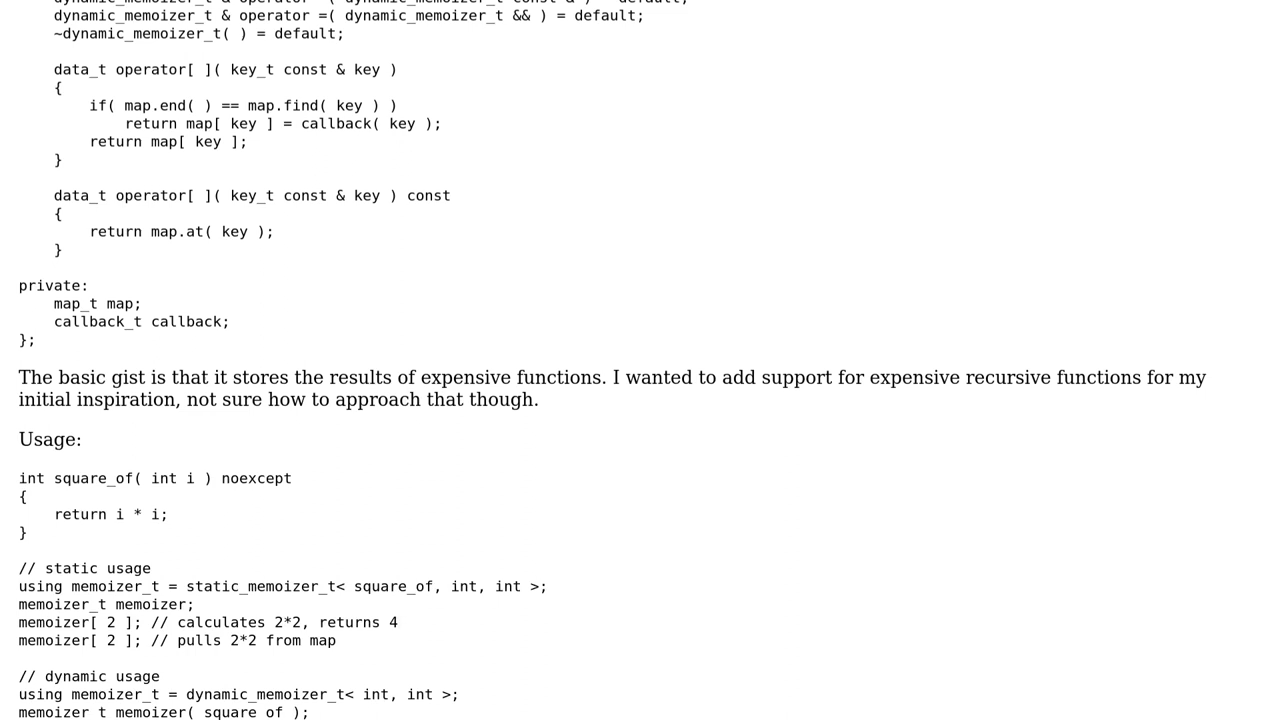 dynamic_memoizer_t & operator =( dynamic_memoizer_t const & ) = default;
dynamic_memoizer_t & operator =( dynamic_memoizer_t && ) = default;
~dynamic_memoizer_t( ) = default;
data_t operator[ ]( key_t const & key )
{
if( map.end( ) == map.find( key ) )
return map[ key ] = callback( key );
return map[ key ];
}
data_t operator[ ]( key_t const & key ) const
{
return map.at( key );
}
private:
map_t map;
callback_t callback;
};
The basic gist is that it stores the results of expensive functions. I wanted to add support for expensive recursive functions for my
initial inspiration, not sure how to approach that though.
Usage:
int square_of( int i ) noexcept
{
return i * i;
}
// static usage
using memoizer_t = static_memoizer_t< square_of, int, int >;
memoizer_t memoizer;
memoizer[ 2 ]; // calculates 2*2, returns 4
memoizer[ 2 ]; // pulls 2*2 from map
// dynamic usage
using memoizer_t = dynamic_memoizer_t< int, int >;
memoizer_t memoizer( square_of );